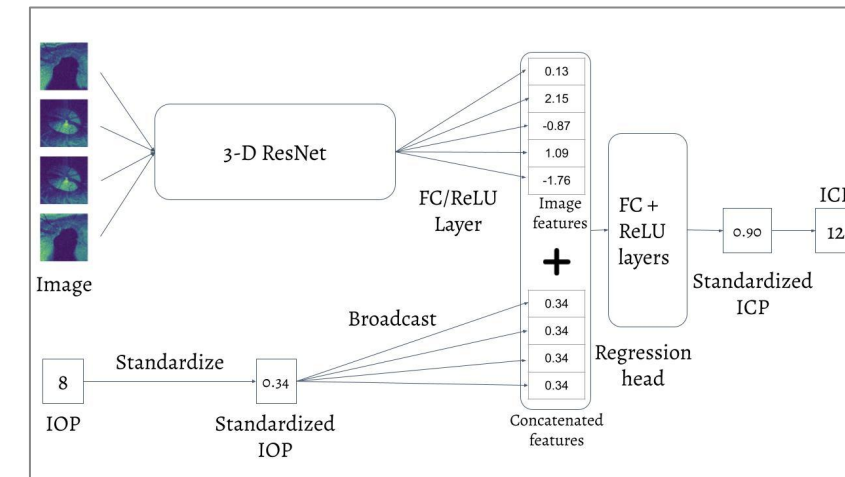 Image
3-D ResNet
FC/ReLU
Layer
0.13
2.15
-0.87
1.09
-1.76
Image
features
+
8
IOP
Standardize
0.34
Standardized
IOP
Broadcast
0.34
0.34
0.34
0.34
Concatenated
features
FC +
ReLU
layers
Regression
head
0.90
Standardized
ICP
12